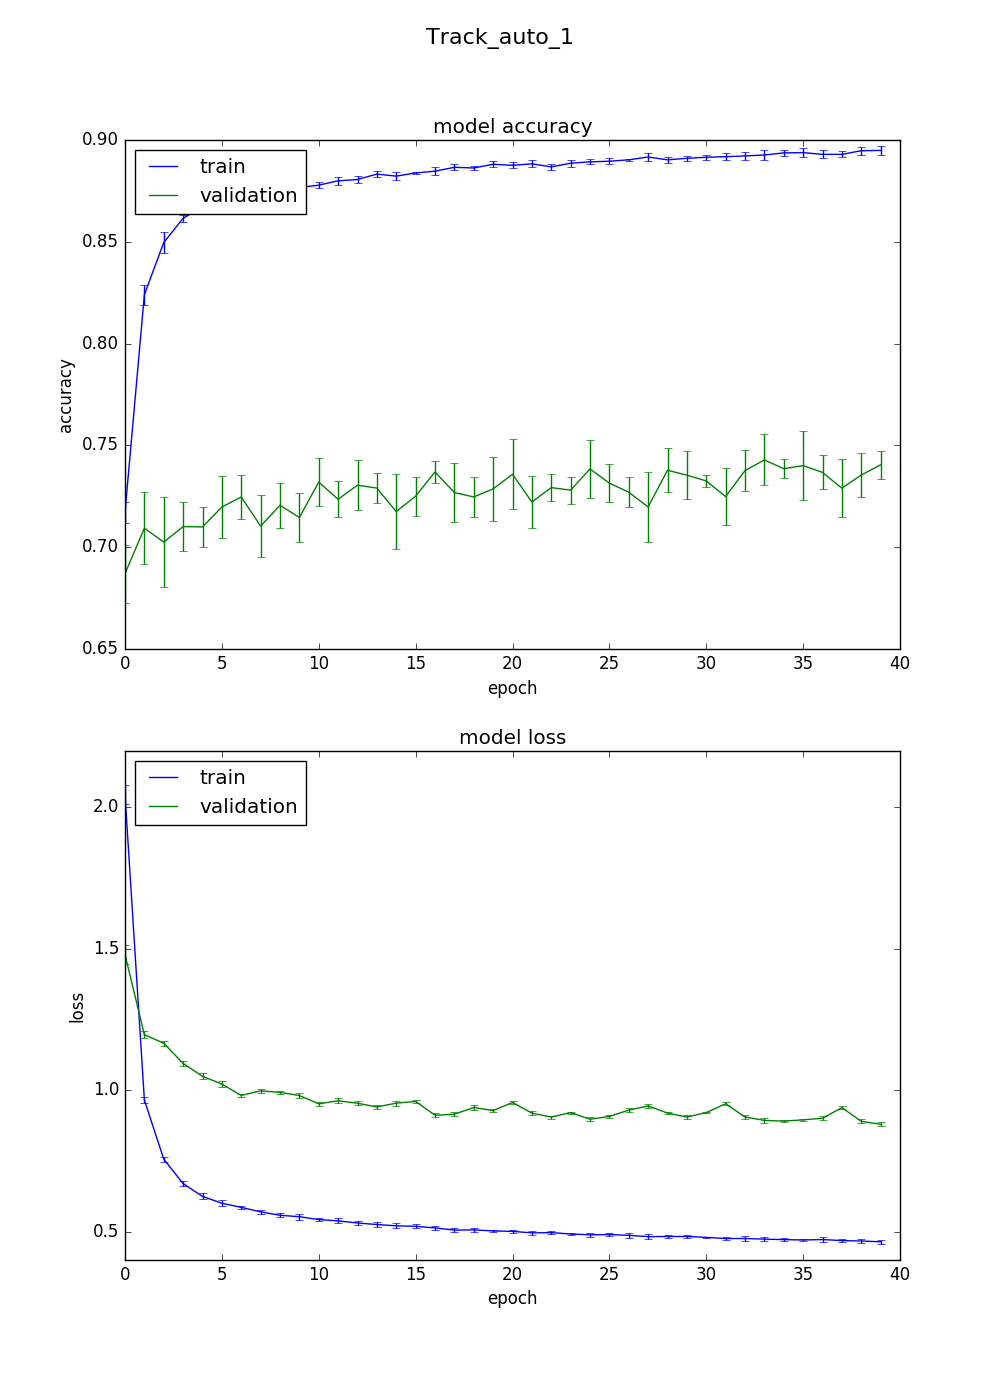 Track_auto_1
model accuracy
0.90
train
validation
0.85
0.80
accuracy
0.75
0.70
0.65
0 5 10 15 20 25 30 35 40
epoch
model loss
train
validation
2.0
1.5
loss
1.0
0.5
0 5 10 15 20 25 30 35 40
epoch